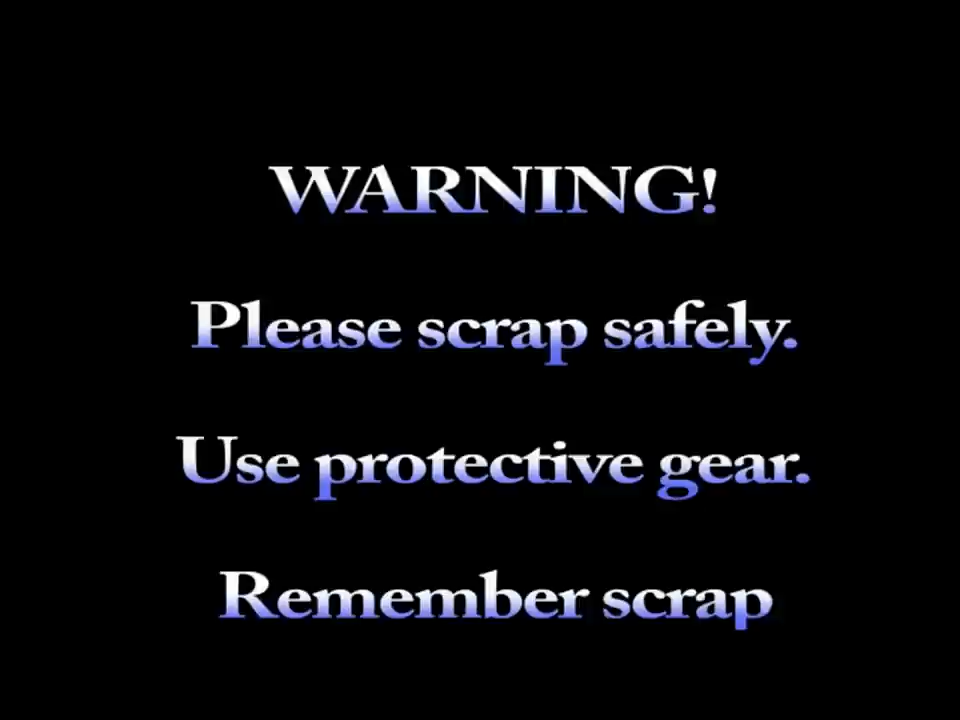 WARNING!
Please scrap safely.
Use protective gear.
Remember scrap